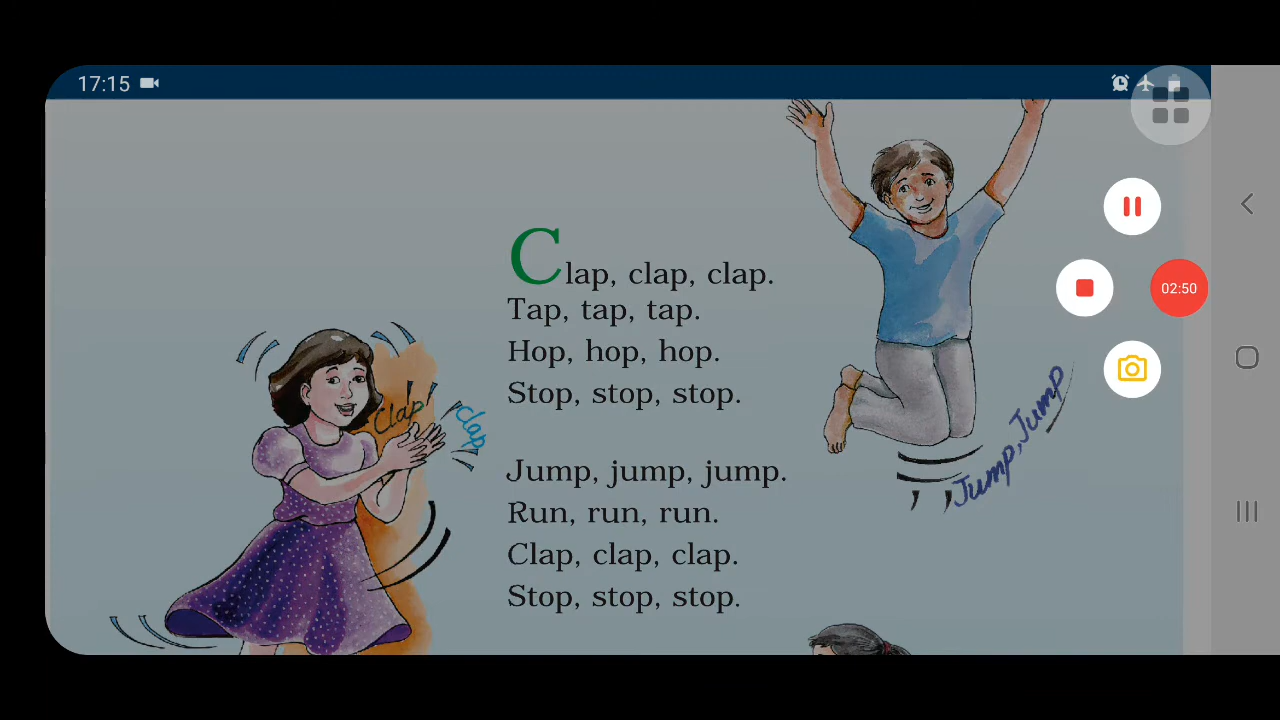 17:15
Clap, clap, clap.
Tap, tap, tap.
Hop, hop, hop.
Stop, stop, stop.
Clap
clap
Jump, Jump
Jump, jump, jump.
Run, run, run.
Clap, clap, clap.
Stop, stop, stop.
02:50